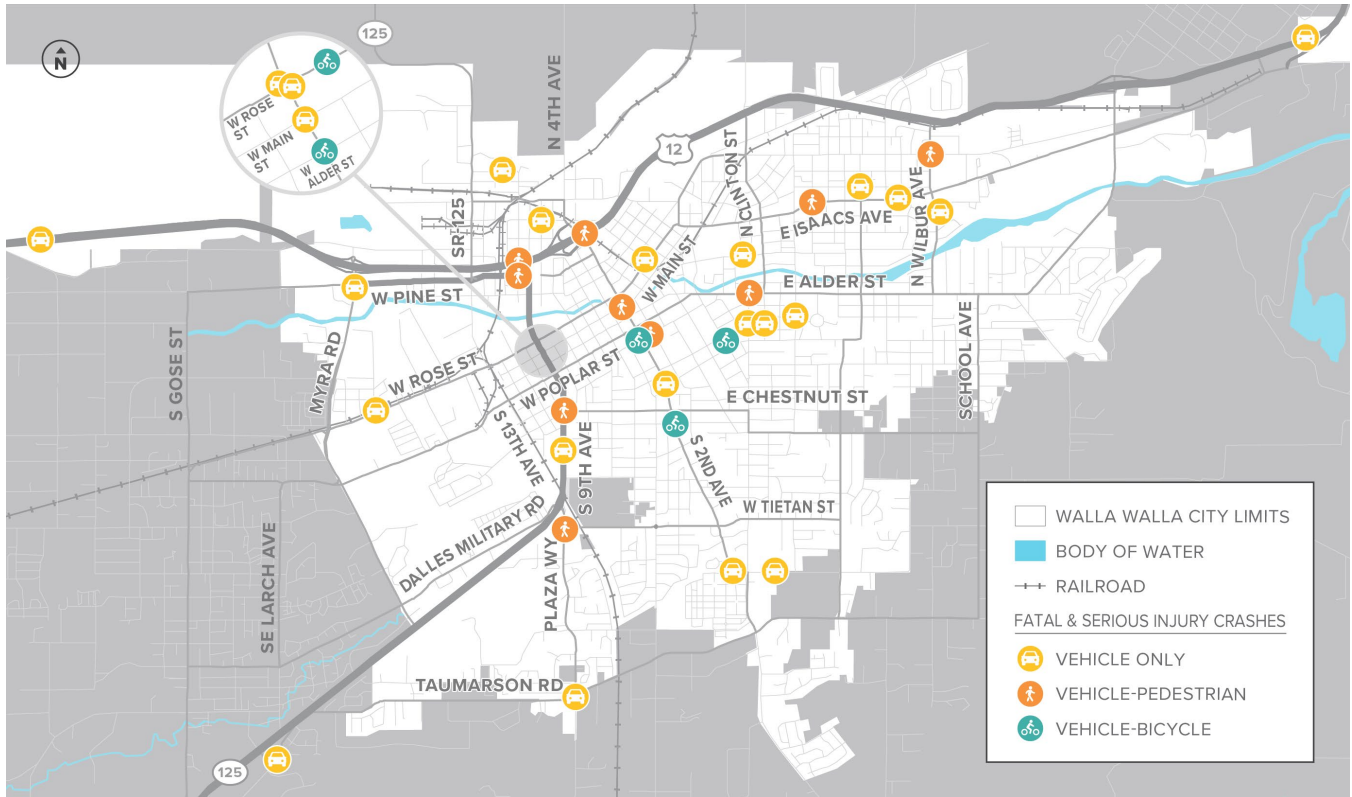 N
125
W ROSE
ST
W MAIN
ST
W
ALDER ST
N 4TH AVE
12
SR-125
N CLINTON ST
W MAIN ST
E ISAACS AVE
N WILBUR AVE
W PINE ST
E ALDER ST
S GOSE ST
MYRA RD
W ROSE ST
W POPLAR ST
E CHESTNUT ST
SCHOOL AVE
S 13TH AVE
S 9TH AVE
S 2ND AVE
W TIETAN ST
DALLES MILITARY RD
SE LARCH AVE
PLAZA WY
TAUMARSON RD
125
WALLA WALLA CITY LIMITS
BODY OF WATER
RAILROAD
FATAL & SERIOUS INJURY CRASHES
VEHICLE ONLY
VEHICLE-PEDESTRIAN
VEHICLE-BICYCLE